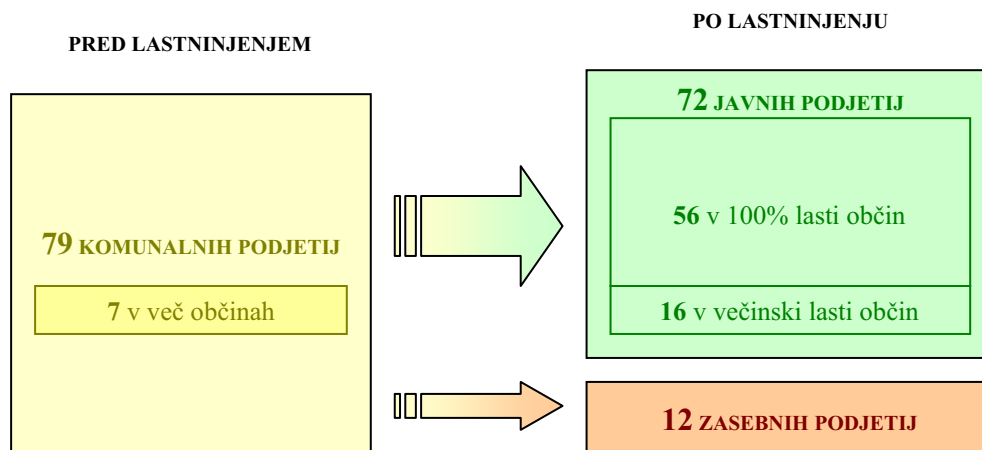 PRED LASTNINJENJEM
79 KOMUNALNIH PODJETIJ
7 v več občinah
PO LASTNINJENJU
72 JAVNIH PODJETIJ
56 v 100% lasti občin
16 v večinski lasti občin
12 ZASEBNIH PODJETIJ